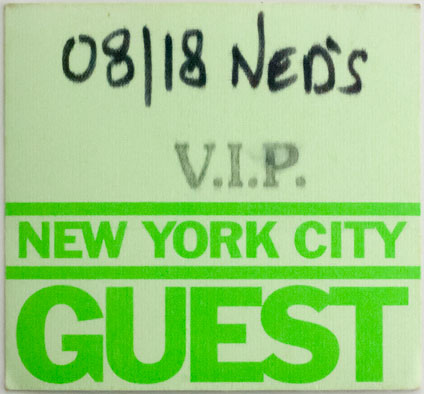 08/18 NED'S
V.I.P.
NEW YORK CITY
GUEST